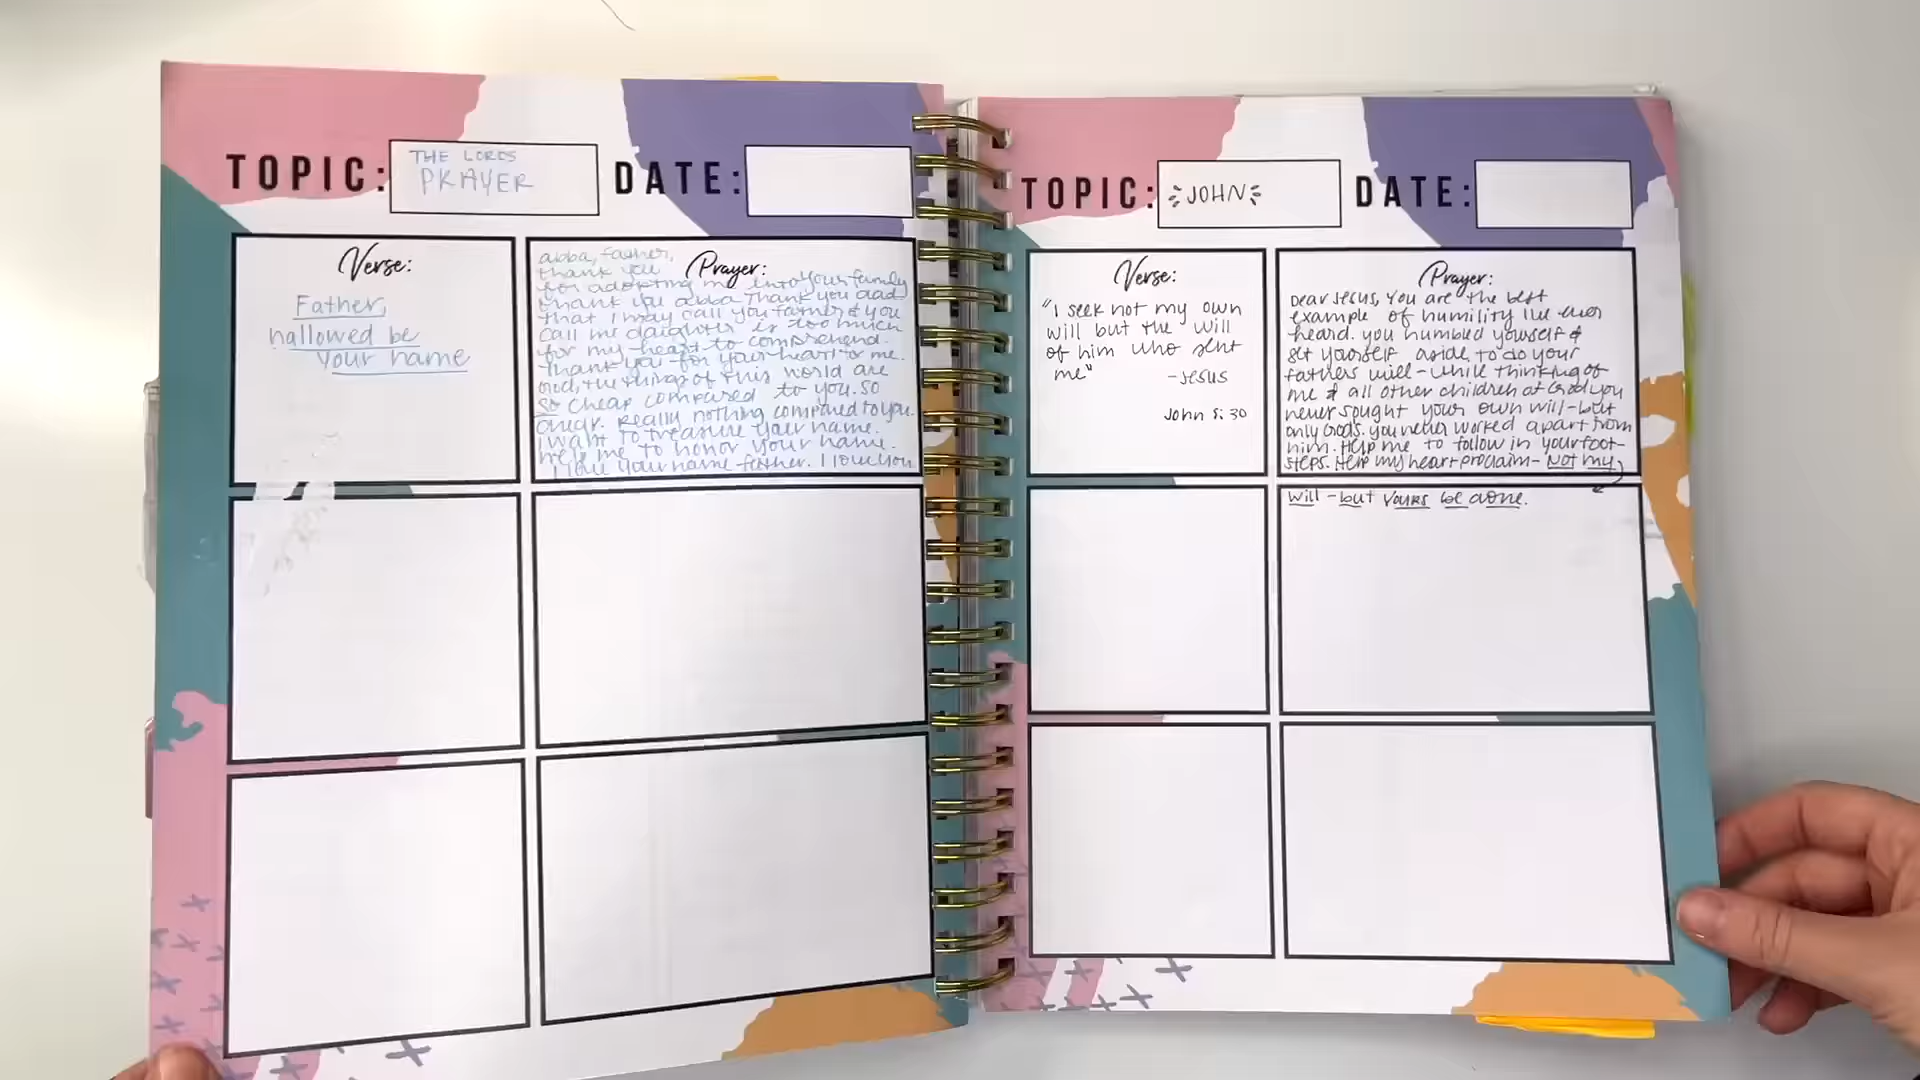 TOPIC: THE LORDS PRAYER DATE:
Verse:
Father,
hallowed be
your name
Prayer:
abba, father,
thank you
for adopting me into your family
thank you abba thank you dad
that I may call you father & you
call me daughter is too much
for my heart to comprehend.
Thank you for your heart for me.
God, the things of this world are
so cheap compared to you. SO
cheap. Really nothing compared to you.
I want to treasure your name.
Help me to honor your name.
I love your name father. I love you
TOPIC: JOHN DATE:
Verse:
"I seek not my own
will but the will
of him who sent
me"
-JESUS
John 5:30
Prayer:
Dear Jesus, You are the best
example of humility I've ever
heard. you humbled yourself &
set yourself aside to do your
fathers will - while thinking of
me & all other children of God you
never sought your own will - but
only Gods. you never worked apart from
him. Help me to follow in your foot-
steps. Help my heart proclaim - Not my
will - but YOURS be done.